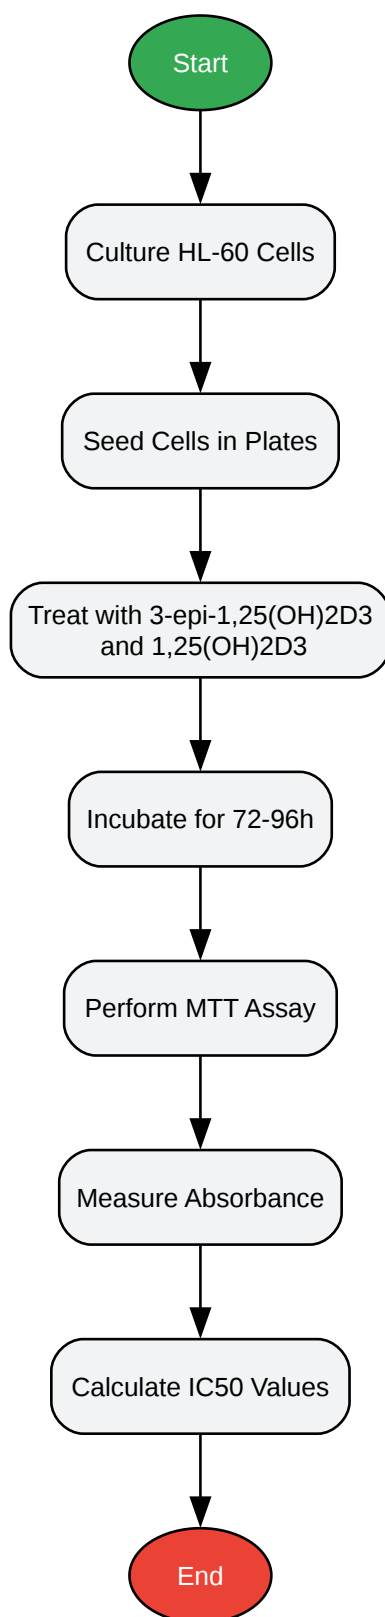 Start
Culture HL-60 Cells
Seed Cells in Plates
Treat with 3-epi-1,25(OH)2D3
and 1,25(OH)2D3
Incubate for 72-96h
Perform MTT Assay
Measure Absorbance
Calculate IC50 Values
End